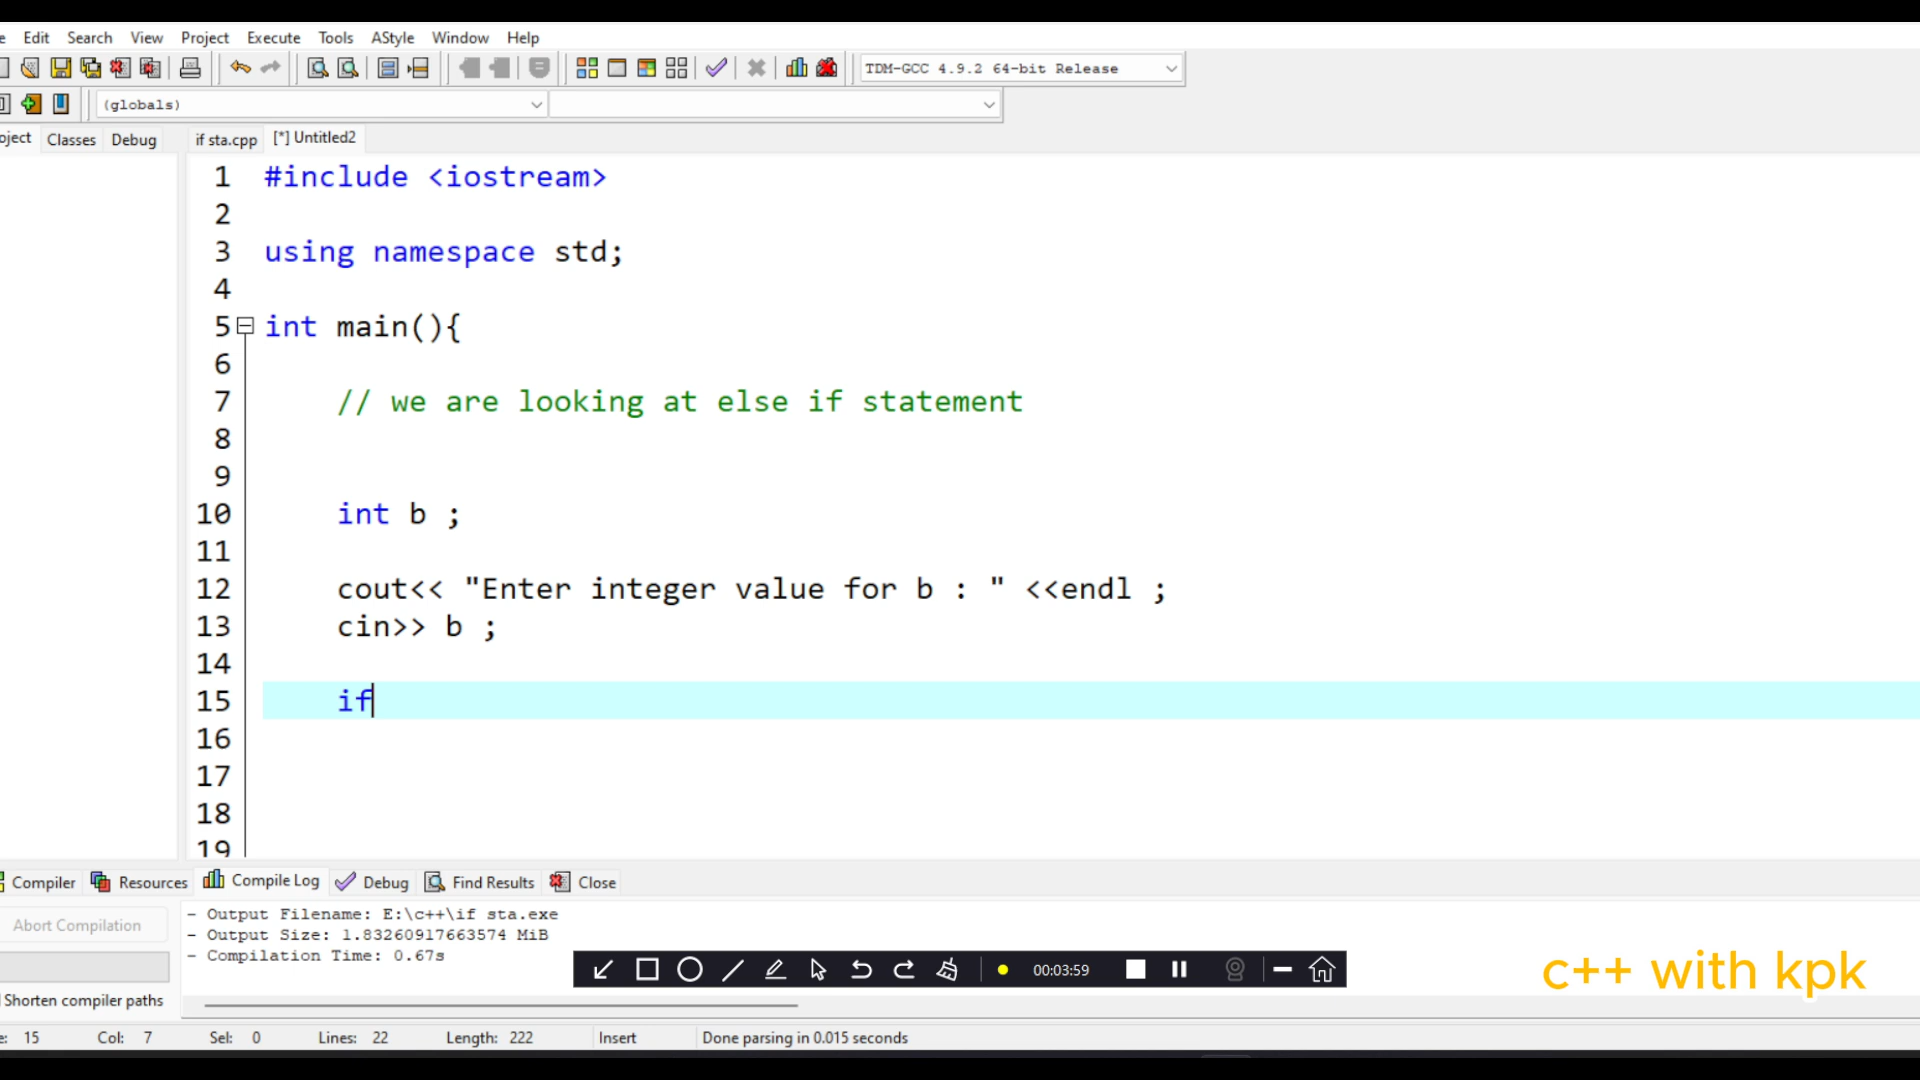 Edit Search View Project Execute Tools AStyle Window Help
TDM-GCC 4.9.2 64-bit Release
(globals)
Classes Debug if sta.cpp [*] Untitled2
1 #include <iostream>
2
3 using namespace std;
4
5 int main(){
6
7 // we are looking at else if statement
8
9
10 int b ;
11
12 cout<< "Enter integer value for b : " <<endl ;
13 cin>> b ;
14
15 if
16
17
18
19
Compiler Resources Compile Log Debug Find Results Close
Abort Compilation
- Output Filename: E:\c++\if sta.exe
- Output Size: 1.83260917663574 MiB
- Compilation Time: 0.67s
00:03:59
c++ with kpk
Shorten compiler paths
15 Col: 7 Sel: 0 Lines: 22 Length: 222 Insert Done parsing in 0.015 seconds